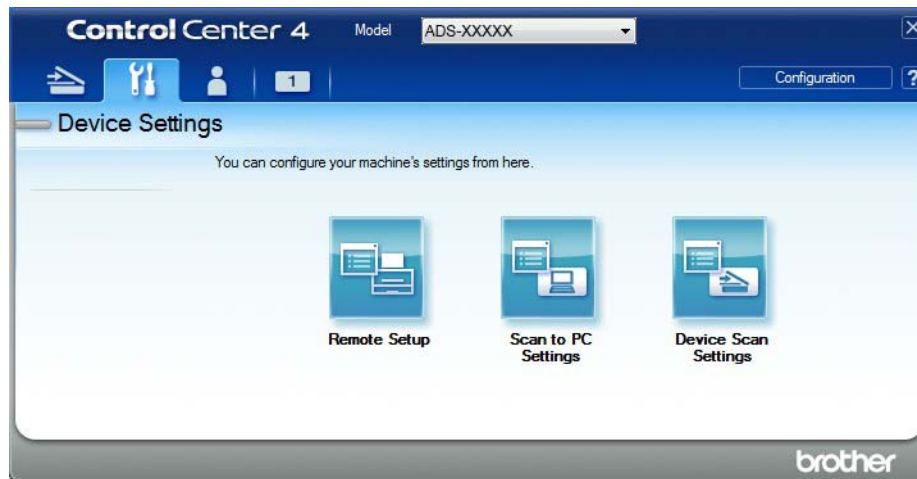 Control Center 4 Model ADS-XXXXX X
1 Configuration ?
Device Settings
You can configure your machine's settings from here.
Remote Setup
Scan to PC
Settings
Device Scan
Settings
brother